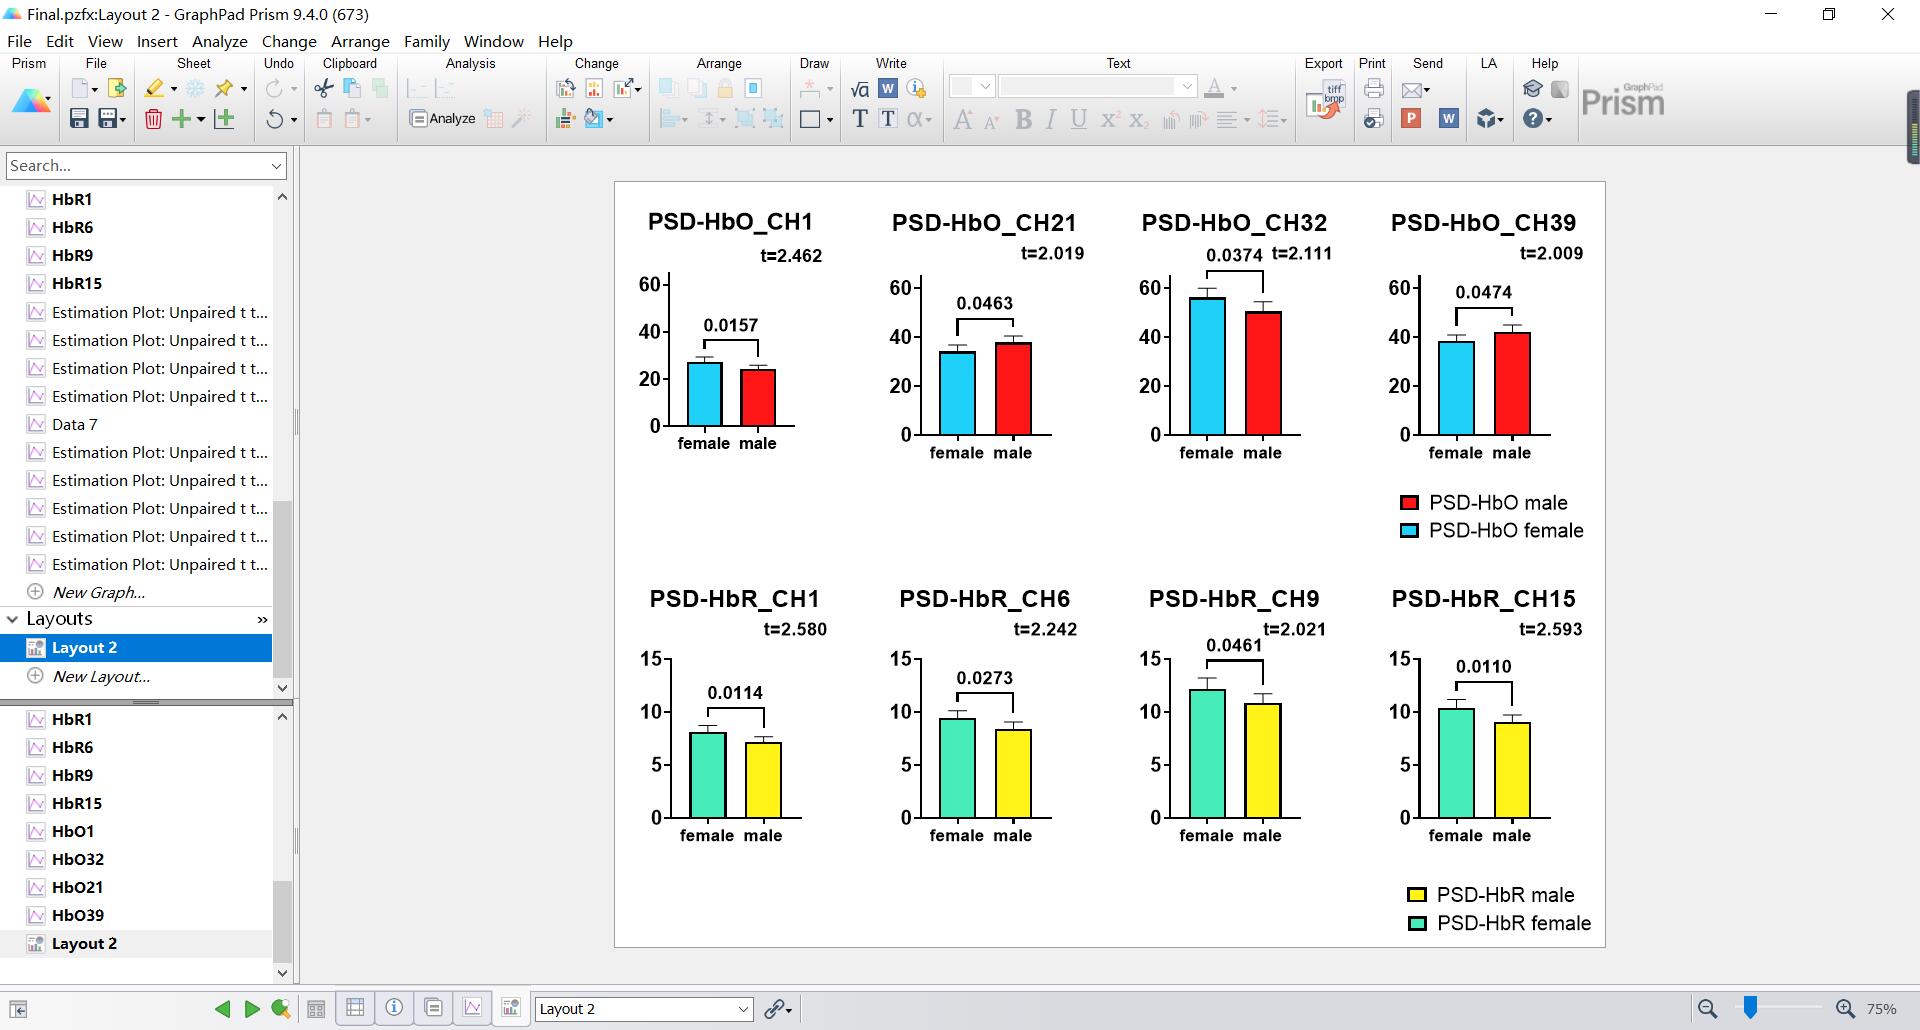 Final.pzfx:Layout 2 - GraphPad Prism 9.4.0 (673)
File Edit View Insert Analyze Change Arrange Family Window Help
Prism File Sheet Undo Clipboard Analysis Change Arrange Draw Write Text Export Print Send LA Help
√α W tiff bmp
GraphPad
Prism
Analyze T T α A A B I U X² X₂ P W
Search...
HbR1
HbR6
HbR9
HbR15
Estimation Plot: Unpaired t t...
Estimation Plot: Unpaired t t...
Estimation Plot: Unpaired t t...
Estimation Plot: Unpaired t t...
Data 7
Estimation Plot: Unpaired t t...
Estimation Plot: Unpaired t t...
Estimation Plot: Unpaired t t...
Estimation Plot: Unpaired t t...
Estimation Plot: Unpaired t t...
New Graph...
Layouts »
Layout 2
New Layout...
HbR1
HbR6
HbR9
HbR15
HbO1
HbO32
HbO21
HbO39
Layout 2
PSD-HbO_CH1
t=2.462
60
40
20
0
0.0157
female male
PSD-HbO_CH21
t=2.019
60
40
20
0
0.0463
female male
PSD-HbO_CH32
0.0374 t=2.111
60
40
20
0
female male
PSD-HbO_CH39
t=2.009
60
40
20
0
0.0474
female male
PSD-HbO male
PSD-HbO female
PSD-HbR_CH1
t=2.580
15
10
5
0
0.0114
female male
PSD-HbR_CH6
t=2.242
15
10
5
0
0.0273
female male
PSD-HbR_CH9
t=2.021
0.0461
15
10
5
0
female male
PSD-HbR_CH15
t=2.593
15
10
5
0
0.0110
female male
PSD-HbR male
PSD-HbR female
Layout 2
75%